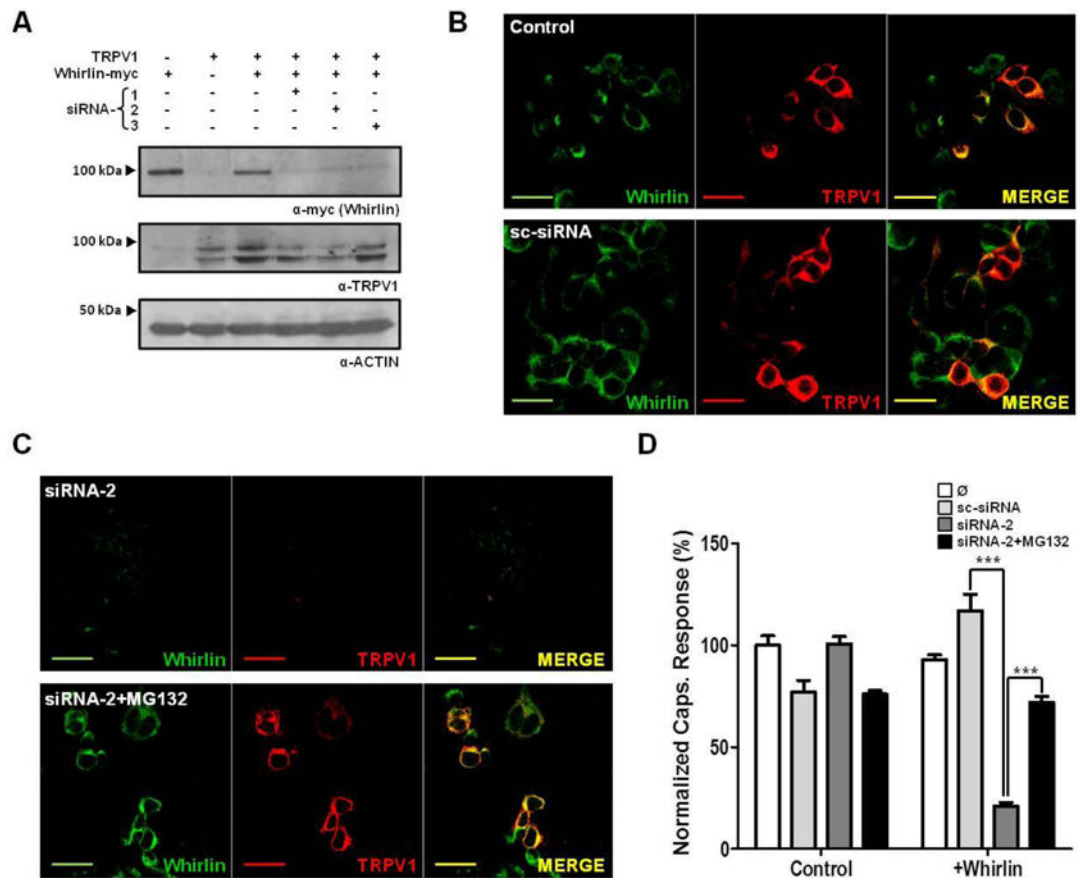 A
TRPV1 - + + + + +
Whirlin-myc + - + + + +
siRNA- 1 - - - + - -
2 - - - - + -
3 - - - - - +
100 kDa
α-myc (Whirlin)
100 kDa
α-TRPV1
50 kDa
α-ACTIN
B
Control
Whirlin TRPV1 MERGE
sc-siRNA
Whirlin TRPV1 MERGE
C
siRNA-2
Whirlin TRPV1 MERGE
siRNA-2+MG132
Whirlin TRPV1 MERGE
D
Ø
sc-siRNA
siRNA-2
siRNA-2+MG132
Normalized Caps. Response (%)
150
100
50
0
***
***
Control +Whirlin